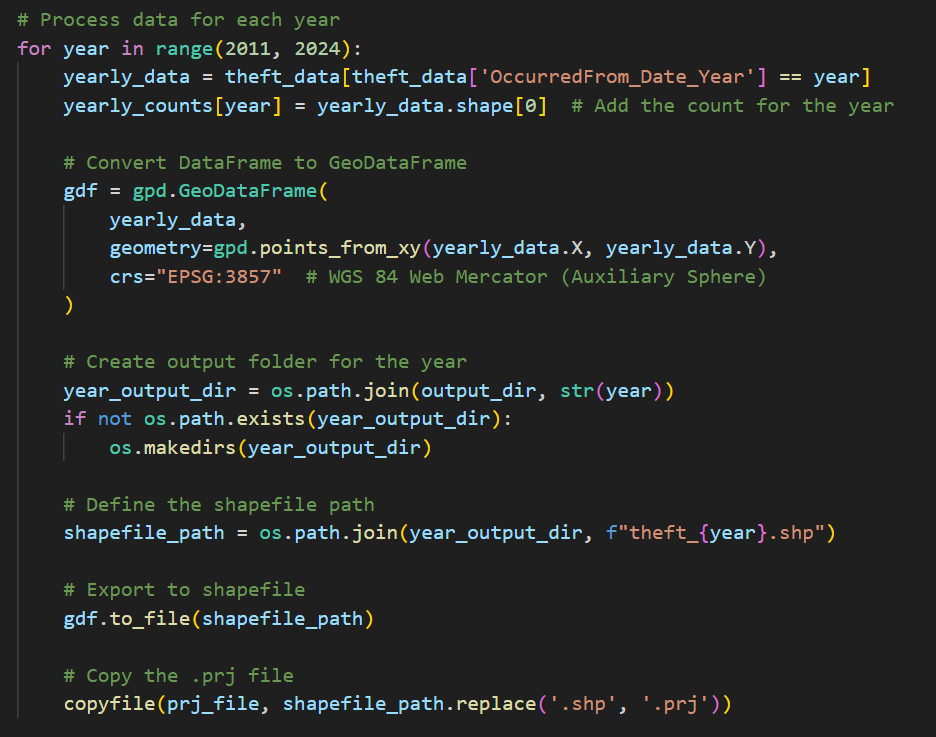 # Process data for each year
for year in range(2011, 2024):
    yearly_data = theft_data[theft_data['OccurredFrom_Date_Year'] == year]
    yearly_counts[year] = yearly_data.shape[0]  # Add the count for the year

    # Convert DataFrame to GeoDataFrame
    gdf = gpd.GeoDataFrame(
        yearly_data,
        geometry=gpd.points_from_xy(yearly_data.X, yearly_data.Y),
        crs="EPSG:3857"  # WGS 84 Web Mercator (Auxiliary Sphere)
    )

    # Create output folder for the year
    year_output_dir = os.path.join(output_dir, str(year))
    if not os.path.exists(year_output_dir):
        os.makedirs(year_output_dir)

    # Define the shapefile path
    shapefile_path = os.path.join(year_output_dir, f"theft_{year}.shp")

    # Export to shapefile
    gdf.to_file(shapefile_path)

    # Copy the .prj file
    copyfile(prj_file, shapefile_path.replace('.shp', '.prj'))